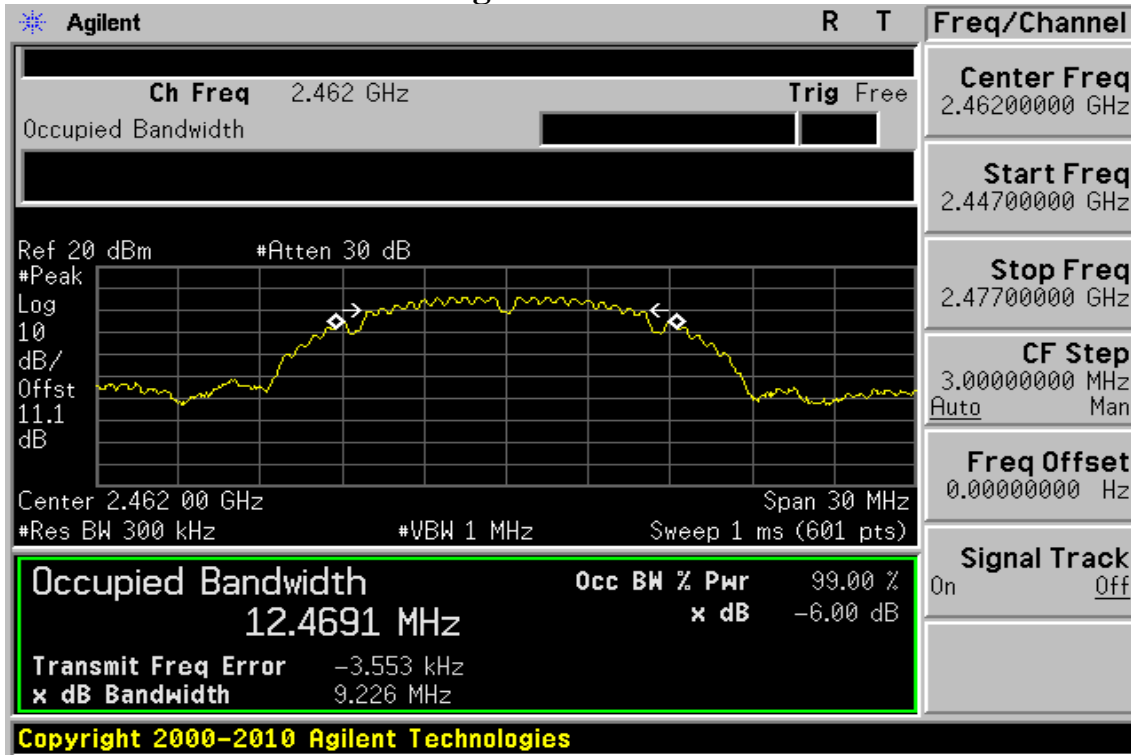 Agilent R T Freq/Channel
Ch Freq 2.462 GHz Trig Free
Occupied Bandwidth
Center Freq
2.46200000 GHz
Start Freq
2.44700000 GHz
Stop Freq
2.47700000 GHz
CF Step
3.00000000 MHz
Auto Man
Freq Offset
0.00000000 Hz
Signal Track
On Off
Ref 20 dBm #Atten 30 dB
#Peak
Log
10
dB/
Offst
11.1
dB
Center 2.462 00 GHz Span 30 MHz
#Res BW 300 kHz #VBW 1 MHz Sweep 1 ms (601 pts)
Occupied Bandwidth Occ BW % Pwr 99.00 %
12.4691 MHz x dB -6.00 dB
Transmit Freq Error -3.553 kHz
x dB Bandwidth 9.226 MHz
Copyright 2000-2010 Agilent Technologies